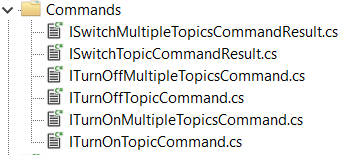 Commands
ISwitchMultipleTopicsCommandResult.cs
ISwitchTopicCommandResult.cs
ITurnOffMultipleTopicsCommand.cs
ITurnOffTopicCommand.cs
ITurnOnMultipleTopicsCommand.cs
ITurnOnTopicCommand.cs